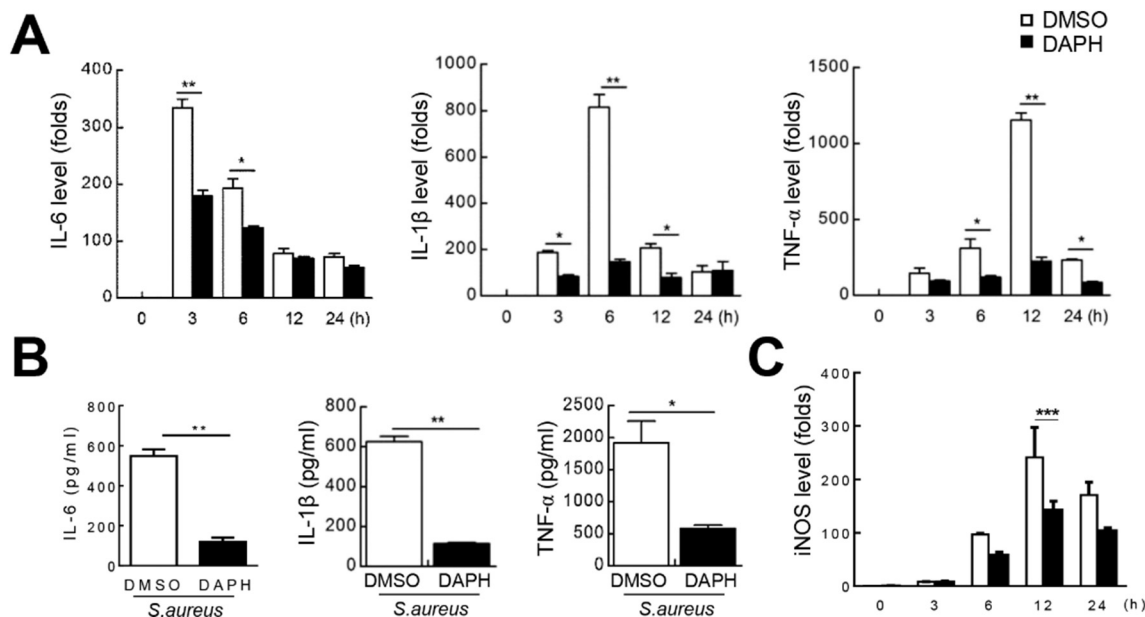 A
DMSO
DAPH
IL-6 level (folds)
400
300
200
100
**
*
0 3 6 12 24 (h)
IL-1β level (folds)
1000
800
600
400
200
0
*
**
*
0 3 6 12 24 (h)
TNF-α level (folds)
1500
1000
500
0
*
**
*
0 3 6 12 24 (h)
B
IL-6 (pg/ml)
800
600
400
200
0
**
DMSO DAPH
S.aureus
IL-1β (pg/ml)
800
600
400
200
0
**
DMSO DAPH
S.aureus
TNF-α (pg/ml)
2500
2000
1500
1000
500
0
*
DMSO DAPH
S.aureus
C
iNOS level (folds)
400
300
200
100
0
***
0 3 6 12 24 (h)